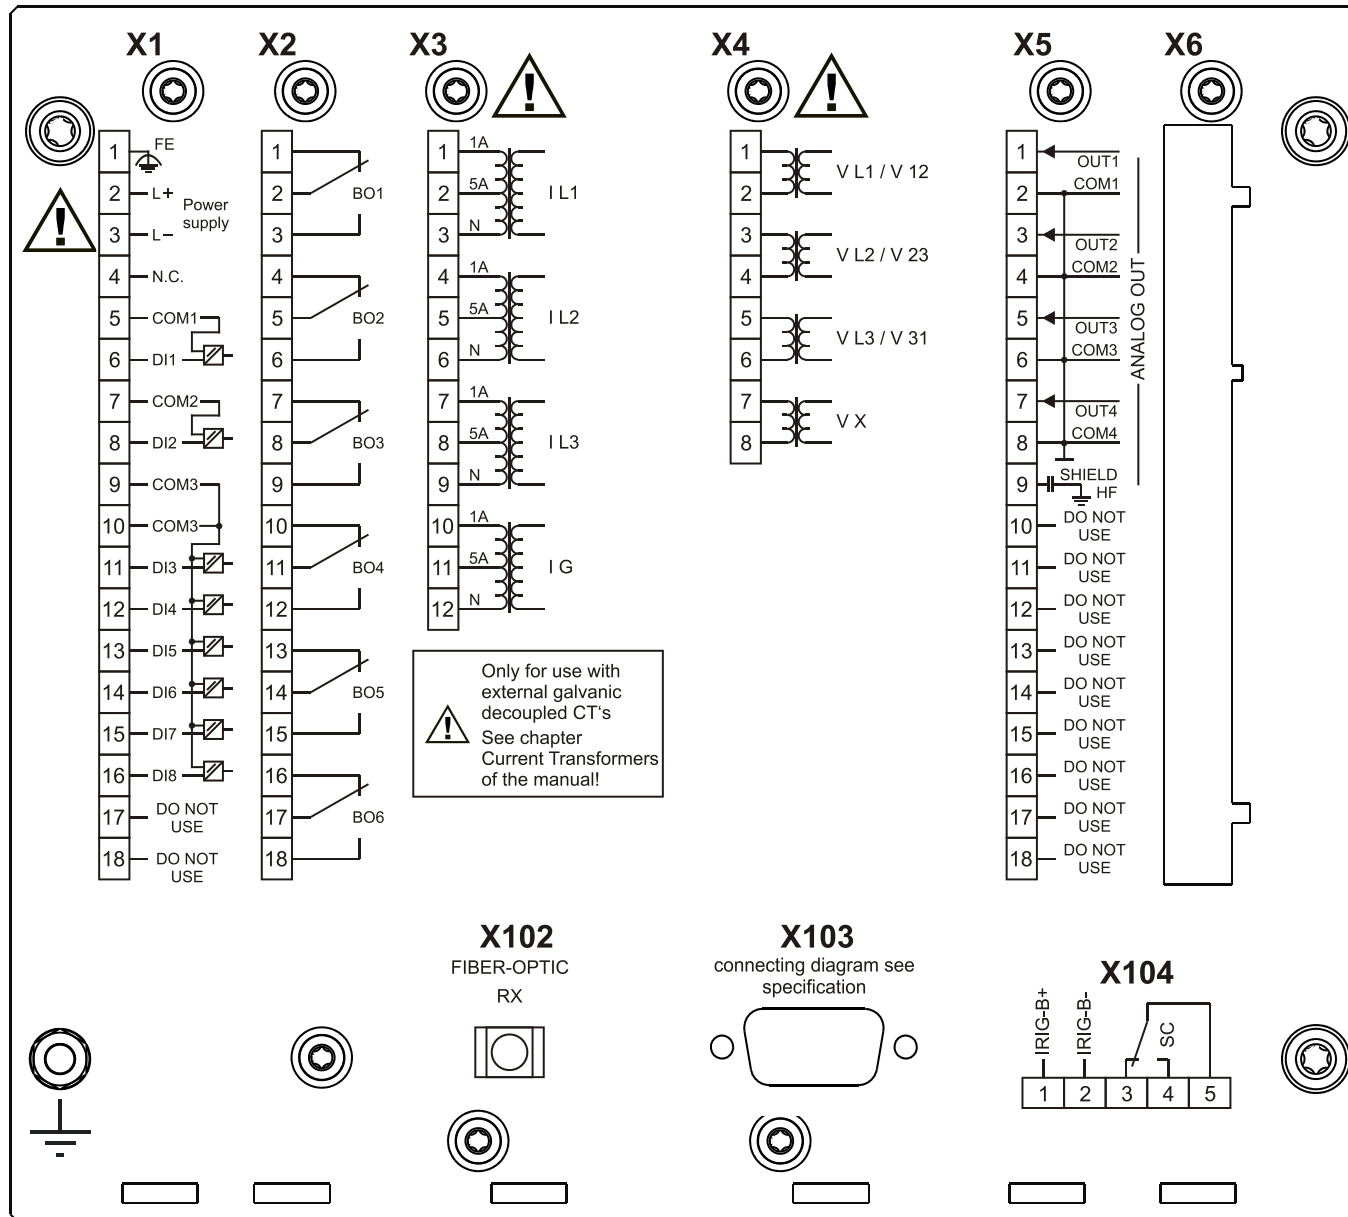 X1
X2
X3
X4
X5
X6
1 FE
2 L+ Power
supply
3 L–
4 N.C.
5 COM1
6 DI1
7 COM2
8 DI2
9 COM3
10 COM3
11 DI3
12 DI4
13 DI5
14 DI6
15 DI7
16 DI8
17 DO NOT
USE
18 DO NOT
USE
1
2 BO1
3
4
5 BO2
6
7
8 BO3
9
10
11 BO4
12
13
14 BO5
15
16
17 BO6
18
1 1A
2 5A I L1
3 N
4 1A
5 5A I L2
6 N
7 1A
8 5A I L3
9 N
10 1A
11 5A I G
12 N
Only for use with
external galvanic
decoupled CT's
See chapter
Current Transformers
of the manual!
1
V L1 / V 12
2
3
V L2 / V 23
4
5
V L3 / V 31
6
7
V X
8
1 OUT1
2 COM1
3 OUT2
4 COM2
5 OUT3
6 COM3
7 OUT4
8 COM4
ANALOG OUT
9 SHIELD
HF
10 DO NOT
USE
11 DO NOT
USE
12 DO NOT
USE
13 DO NOT
USE
14 DO NOT
USE
15 DO NOT
USE
16 DO NOT
USE
17 DO NOT
USE
18 DO NOT
USE
X102
FIBER-OPTIC
RX
X103
connecting diagram see
specification
X104
IRIG-B+
IRIG-B-
SC
1 2 3 4 5